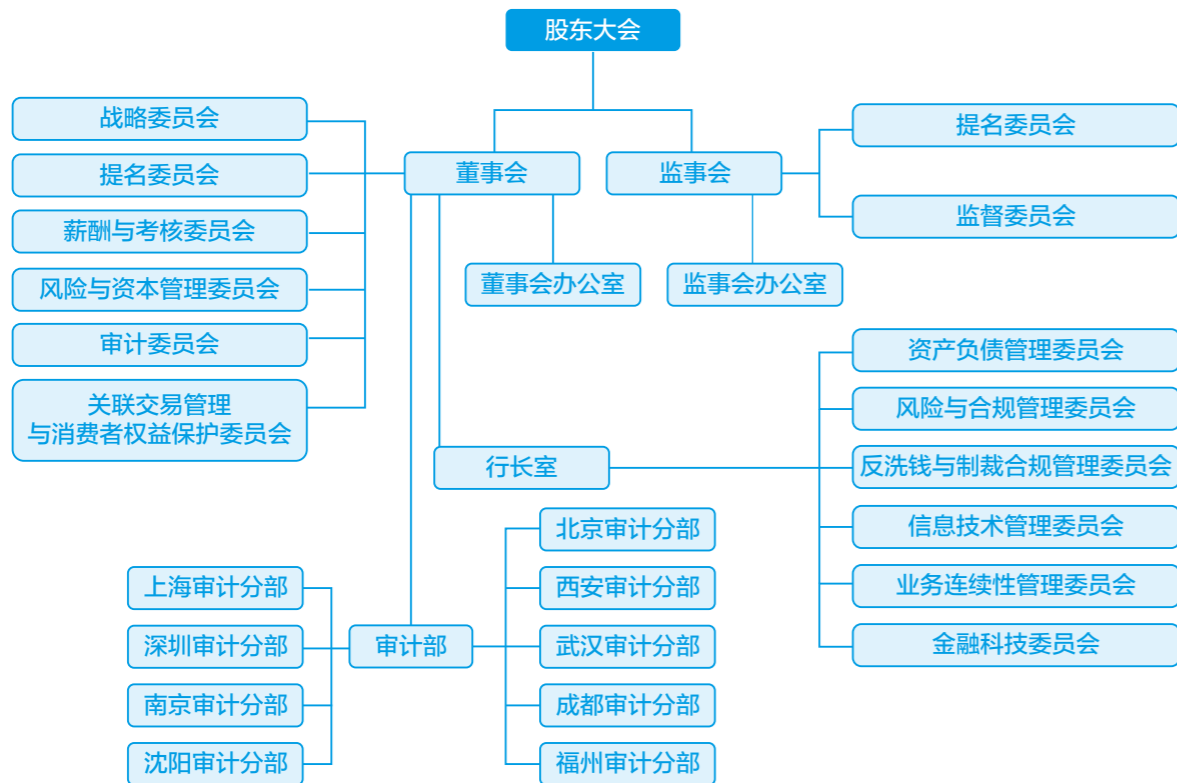 股东大会
战略委员会
提名委员会
薪酬与考核委员会
风险与资本管理委员会
审计委员会
关联交易管理
与消费者权益保护委员会
董事会
监事会
提名委员会
监督委员会
董事会办公室
监事会办公室
行长室
资产负债管理委员会
风险与合规管理委员会
反洗钱与制裁合规管理委员会
信息技术管理委员会
业务连续性管理委员会
金融科技委员会
审计部
上海审计分部
深圳审计分部
南京审计分部
沈阳审计分部
北京审计分部
西安审计分部
武汉审计分部
成都审计分部
福州审计分部